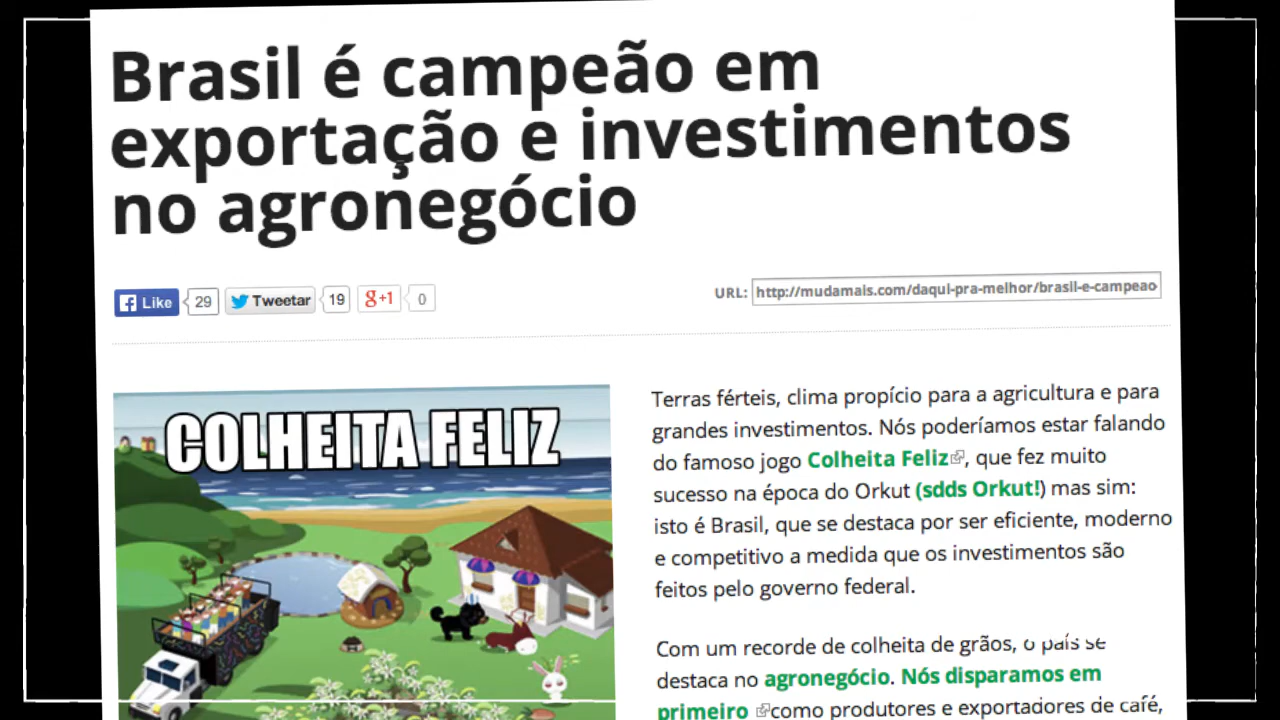 Brasil é campeão em
exportação e investimentos
no agronegócio
Like 29 Tweetar 19 g+1 0
URL: http://mudamais.com/daqui-pra-melhor/brasil-e-campeao
COLHEITA FELIZ
Terras férteis, clima propício para a agricultura e para
grandes investimentos. Nós poderíamos estar falando
do famoso jogo Colheita Feliz, que fez muito
sucesso na época do Orkut (sdds Orkut!) mas sim:
isto é Brasil, que se destaca por ser eficiente, moderno
e competitivo a medida que os investimentos são
feitos pelo governo federal.
Com um recorde de colheita de grãos, o país se
destaca no agronegócio. Nós disparamos em
primeiro como produtores e exportadores de café,